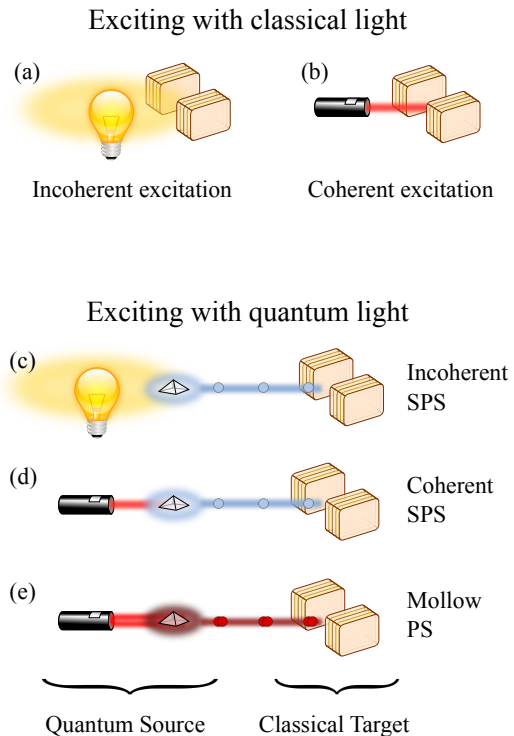 Exciting with classical light
(a)
(b)
Incoherent excitation
Coherent excitation
Exciting with quantum light
(c)
Incoherent
SPS
(d)
Coherent
SPS
(e)
Mollow
PS
Quantum Source
Classical Target